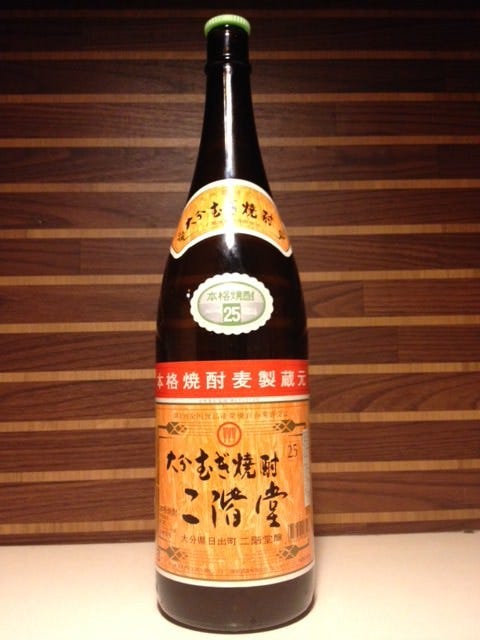 大分むぎ焼酎
本格焼酎
25
本格焼酎麦製蔵元
大分むぎ焼酎
25
二階堂
大分県日出町 二階堂醸